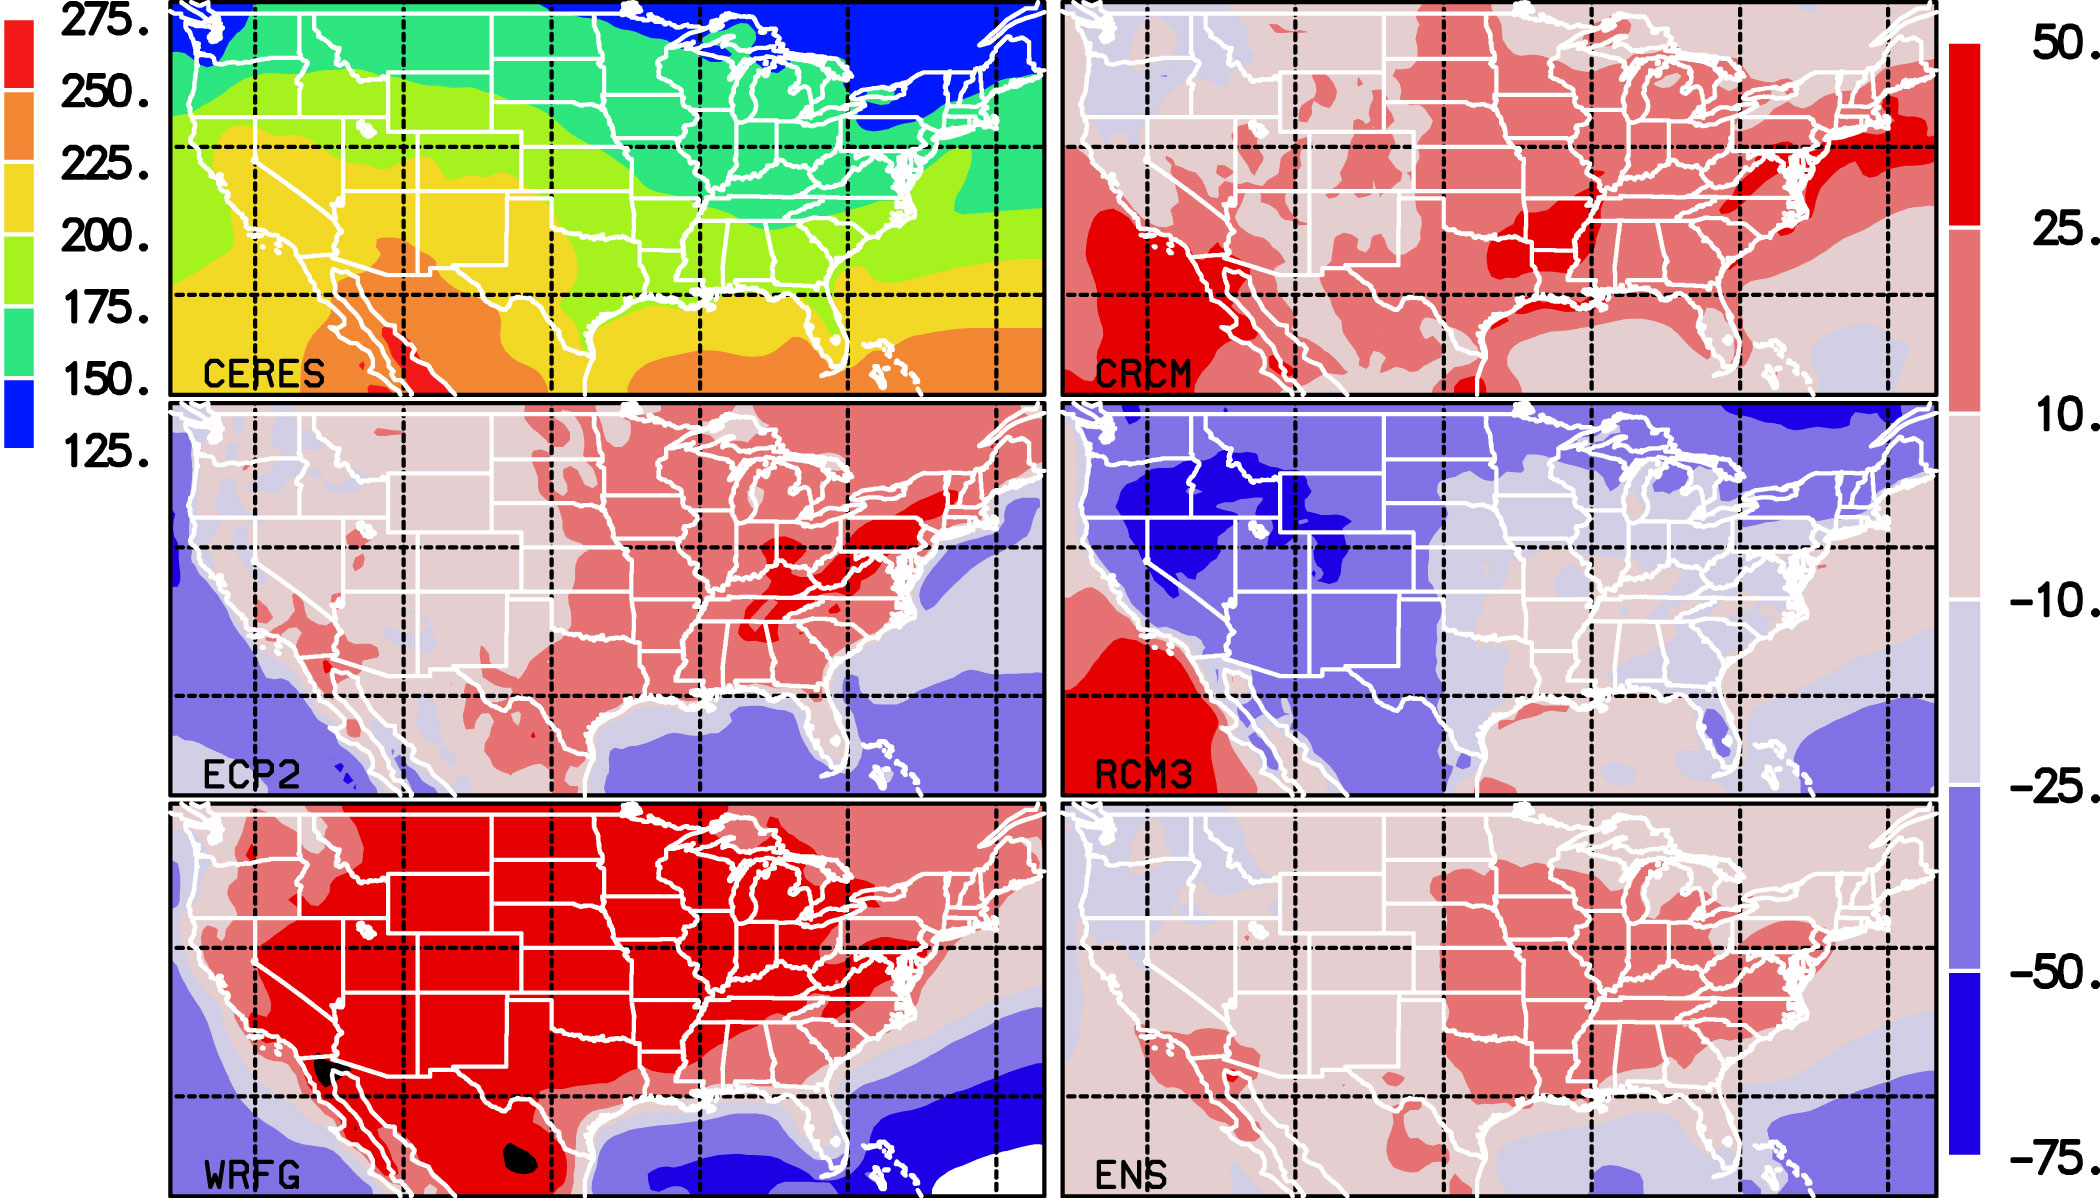 275.
250.
225.
200.
175.
150.
125.
CERES
CRCM
50.
25.
10.
-10.
-25.
-50.
-75.
ECP2
RCM3
WRFG
ENS